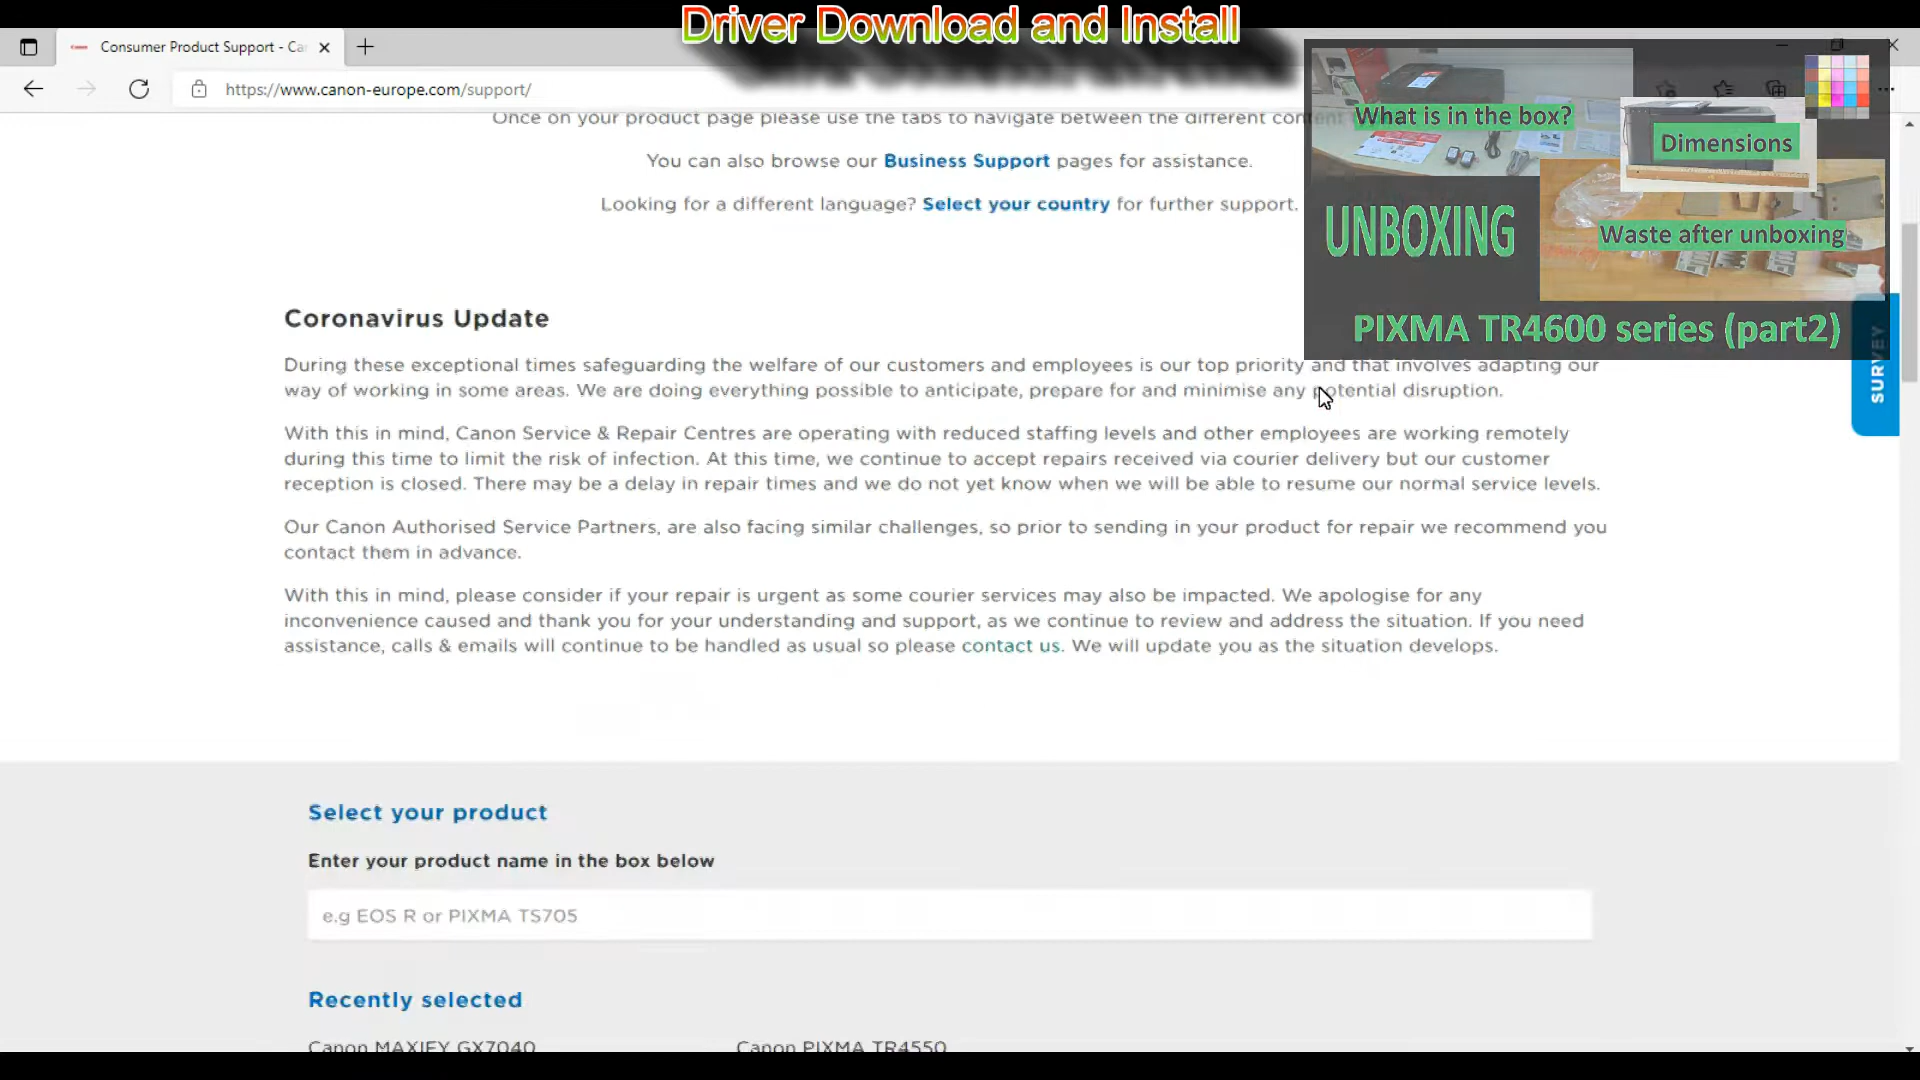 Driver Download and Install
Consumer Product Support - Ca
https://www.canon-europe.com/support/
Once on your product page please use the tabs to navigate between the different content
You can also browse our Business Support pages for assistance.
Looking for a different language? Select your country for further support.
What is in the box?
Dimensions
UNBOXING
Waste after unboxing
PIXMA TR4600 series (part2)
SURVEY
Coronavirus Update
During these exceptional times safeguarding the welfare of our customers and employees is our top priority and that involves adapting our
way of working in some areas. We are doing everything possible to anticipate, prepare for and minimise any potential disruption.
With this in mind, Canon Service & Repair Centres are operating with reduced staffing levels and other employees are working remotely
during this time to limit the risk of infection. At this time, we continue to accept repairs received via courier delivery but our customer
reception is closed. There may be a delay in repair times and we do not yet know when we will be able to resume our normal service levels.
Our Canon Authorised Service Partners, are also facing similar challenges, so prior to sending in your product for repair we recommend you
contact them in advance.
With this in mind, please consider if your repair is urgent as some courier services may also be impacted. We apologise for any
inconvenience caused and thank you for your understanding and support, as we continue to review and address the situation. If you need
assistance, calls & emails will continue to be handled as usual so please contact us. We will update you as the situation develops.
Select your product
Enter your product name in the box below
e.g EOS R or PIXMA TS705
Recently selected
Canon MAXIFY GX7040
Canon PIXMA TR4550